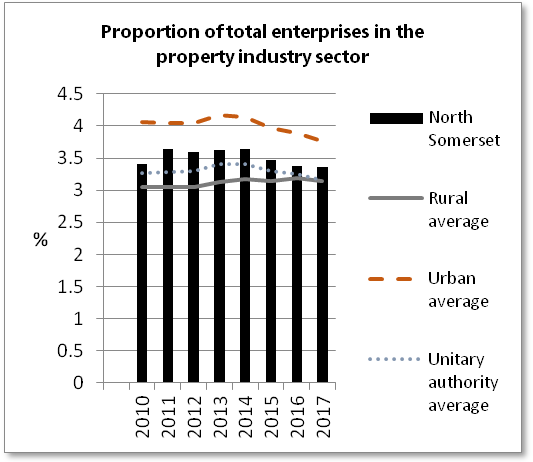 Proportion of total enterprises in the
property industry sector
4.5
4
3.5
3
2.5
2
1.5
1
0.5
0
%
2010
2011
2012
2013
2014
2015
2016
2017
North
Somerset
Rural
average
Urban
average
Unitary
authority
average